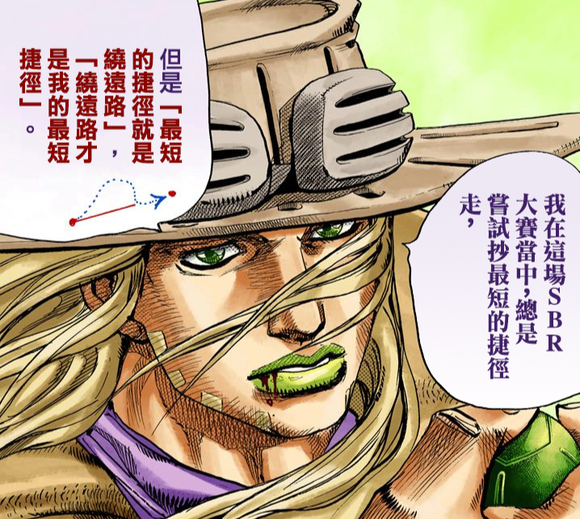 我在這場SBR
大賽當中，總是
嘗試抄最短的捷徑
走，
但是「最短
的捷徑就是
繞遠路」，
「繞遠路才
是我的最短
捷徑」。